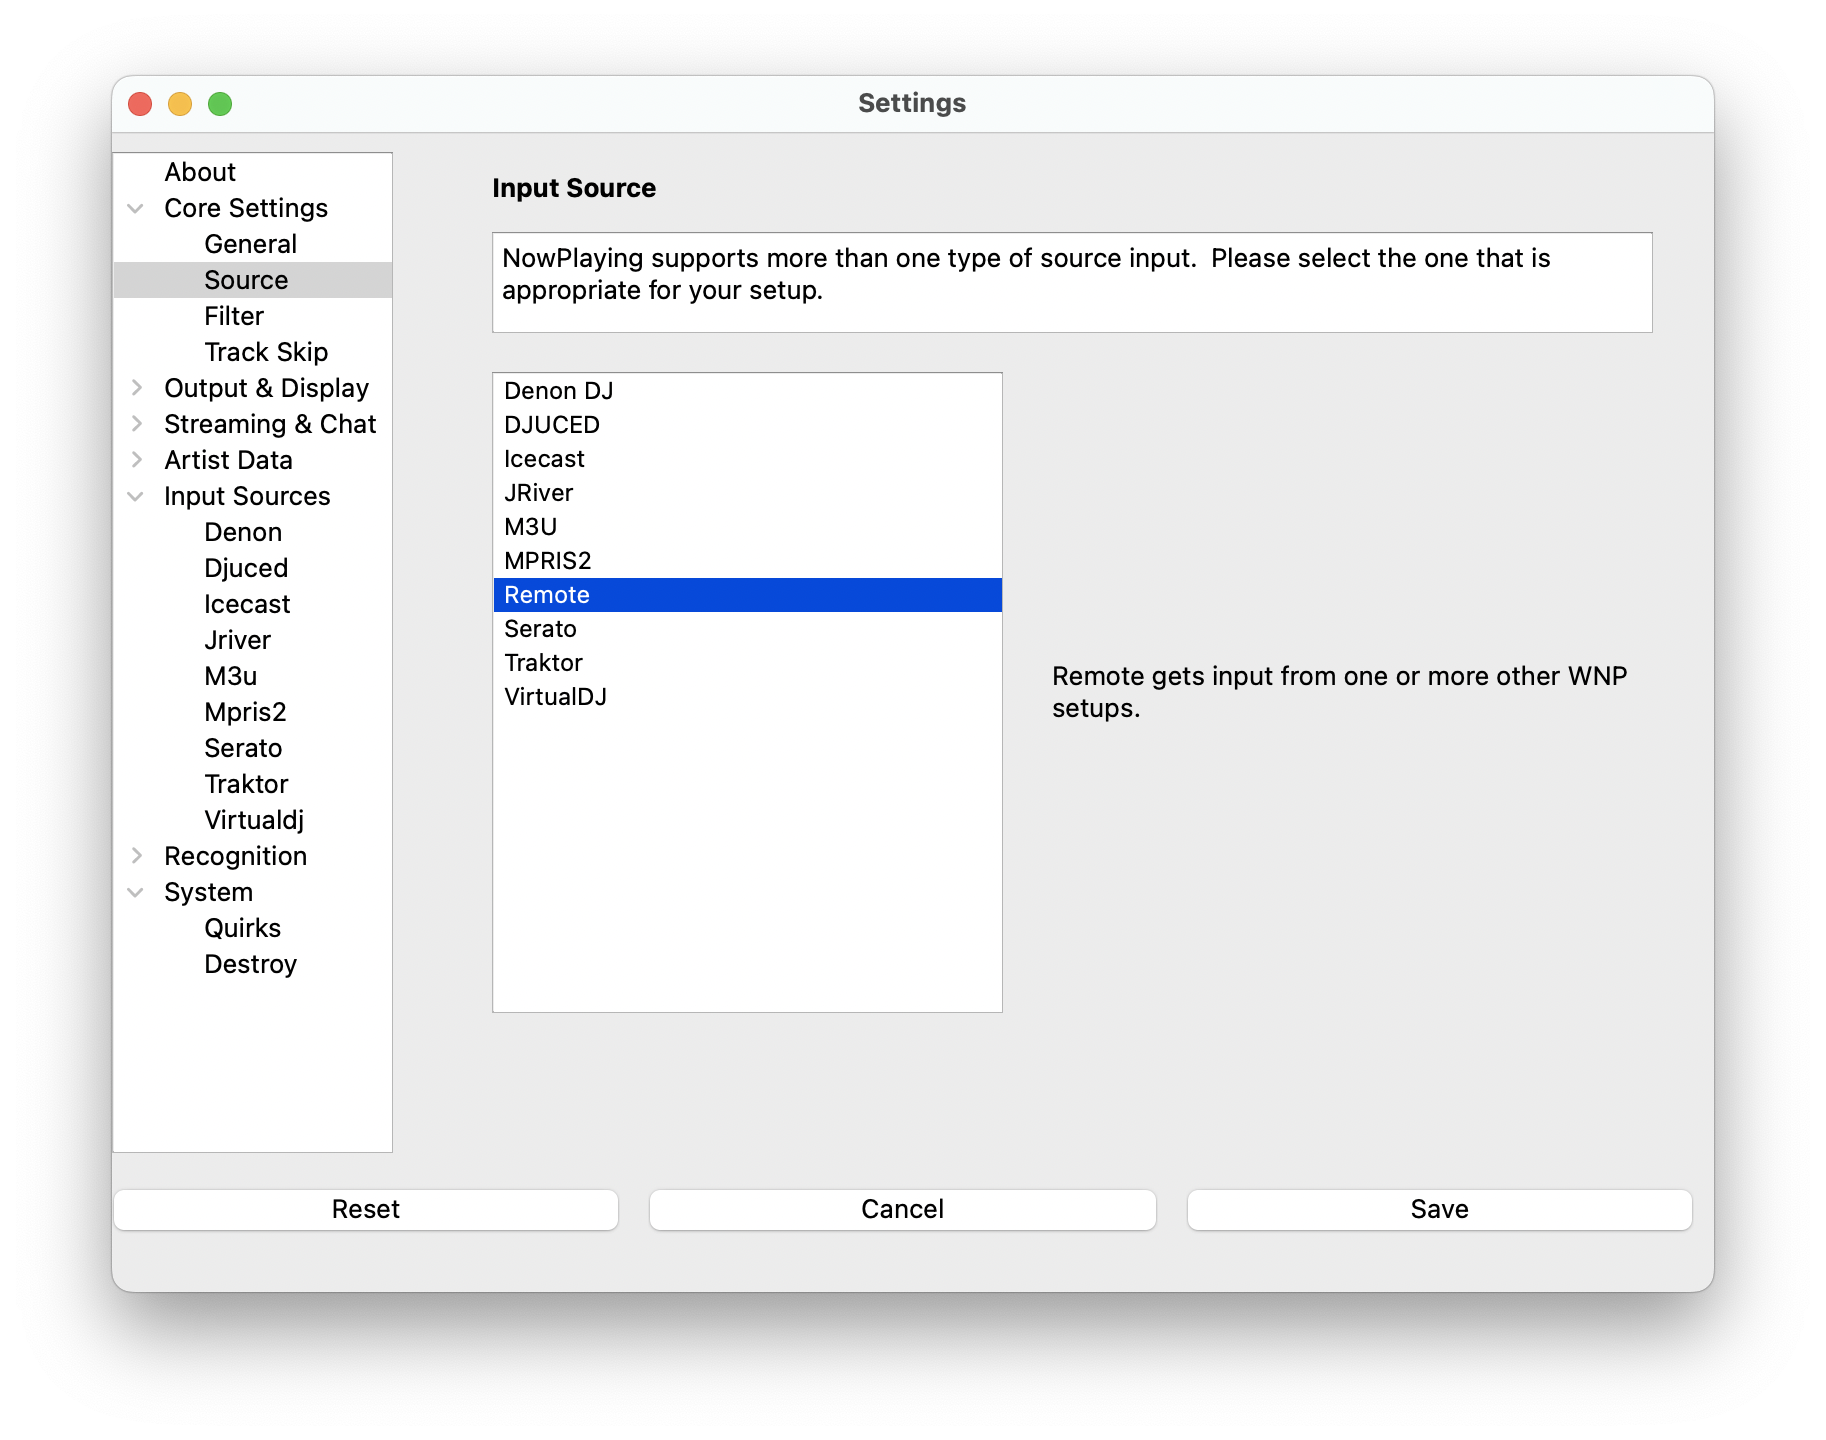 Settings
About
Core Settings
General
Source
Filter
Track Skip
Output & Display
Streaming & Chat
Artist Data
Input Sources
Denon
Djuced
Icecast
Jriver
M3u
Mpris2
Serato
Traktor
Virtualdj
Recognition
System
Quirks
Destroy
Input Source
NowPlaying supports more than one type of source input.  Please select the one that is
appropriate for your setup.
Denon DJ
DJUCED
Icecast
JRiver
M3U
MPRIS2
Remote
Serato
Traktor
VirtualDJ
Remote gets input from one or more other WNP
setups.
Reset
Cancel
Save